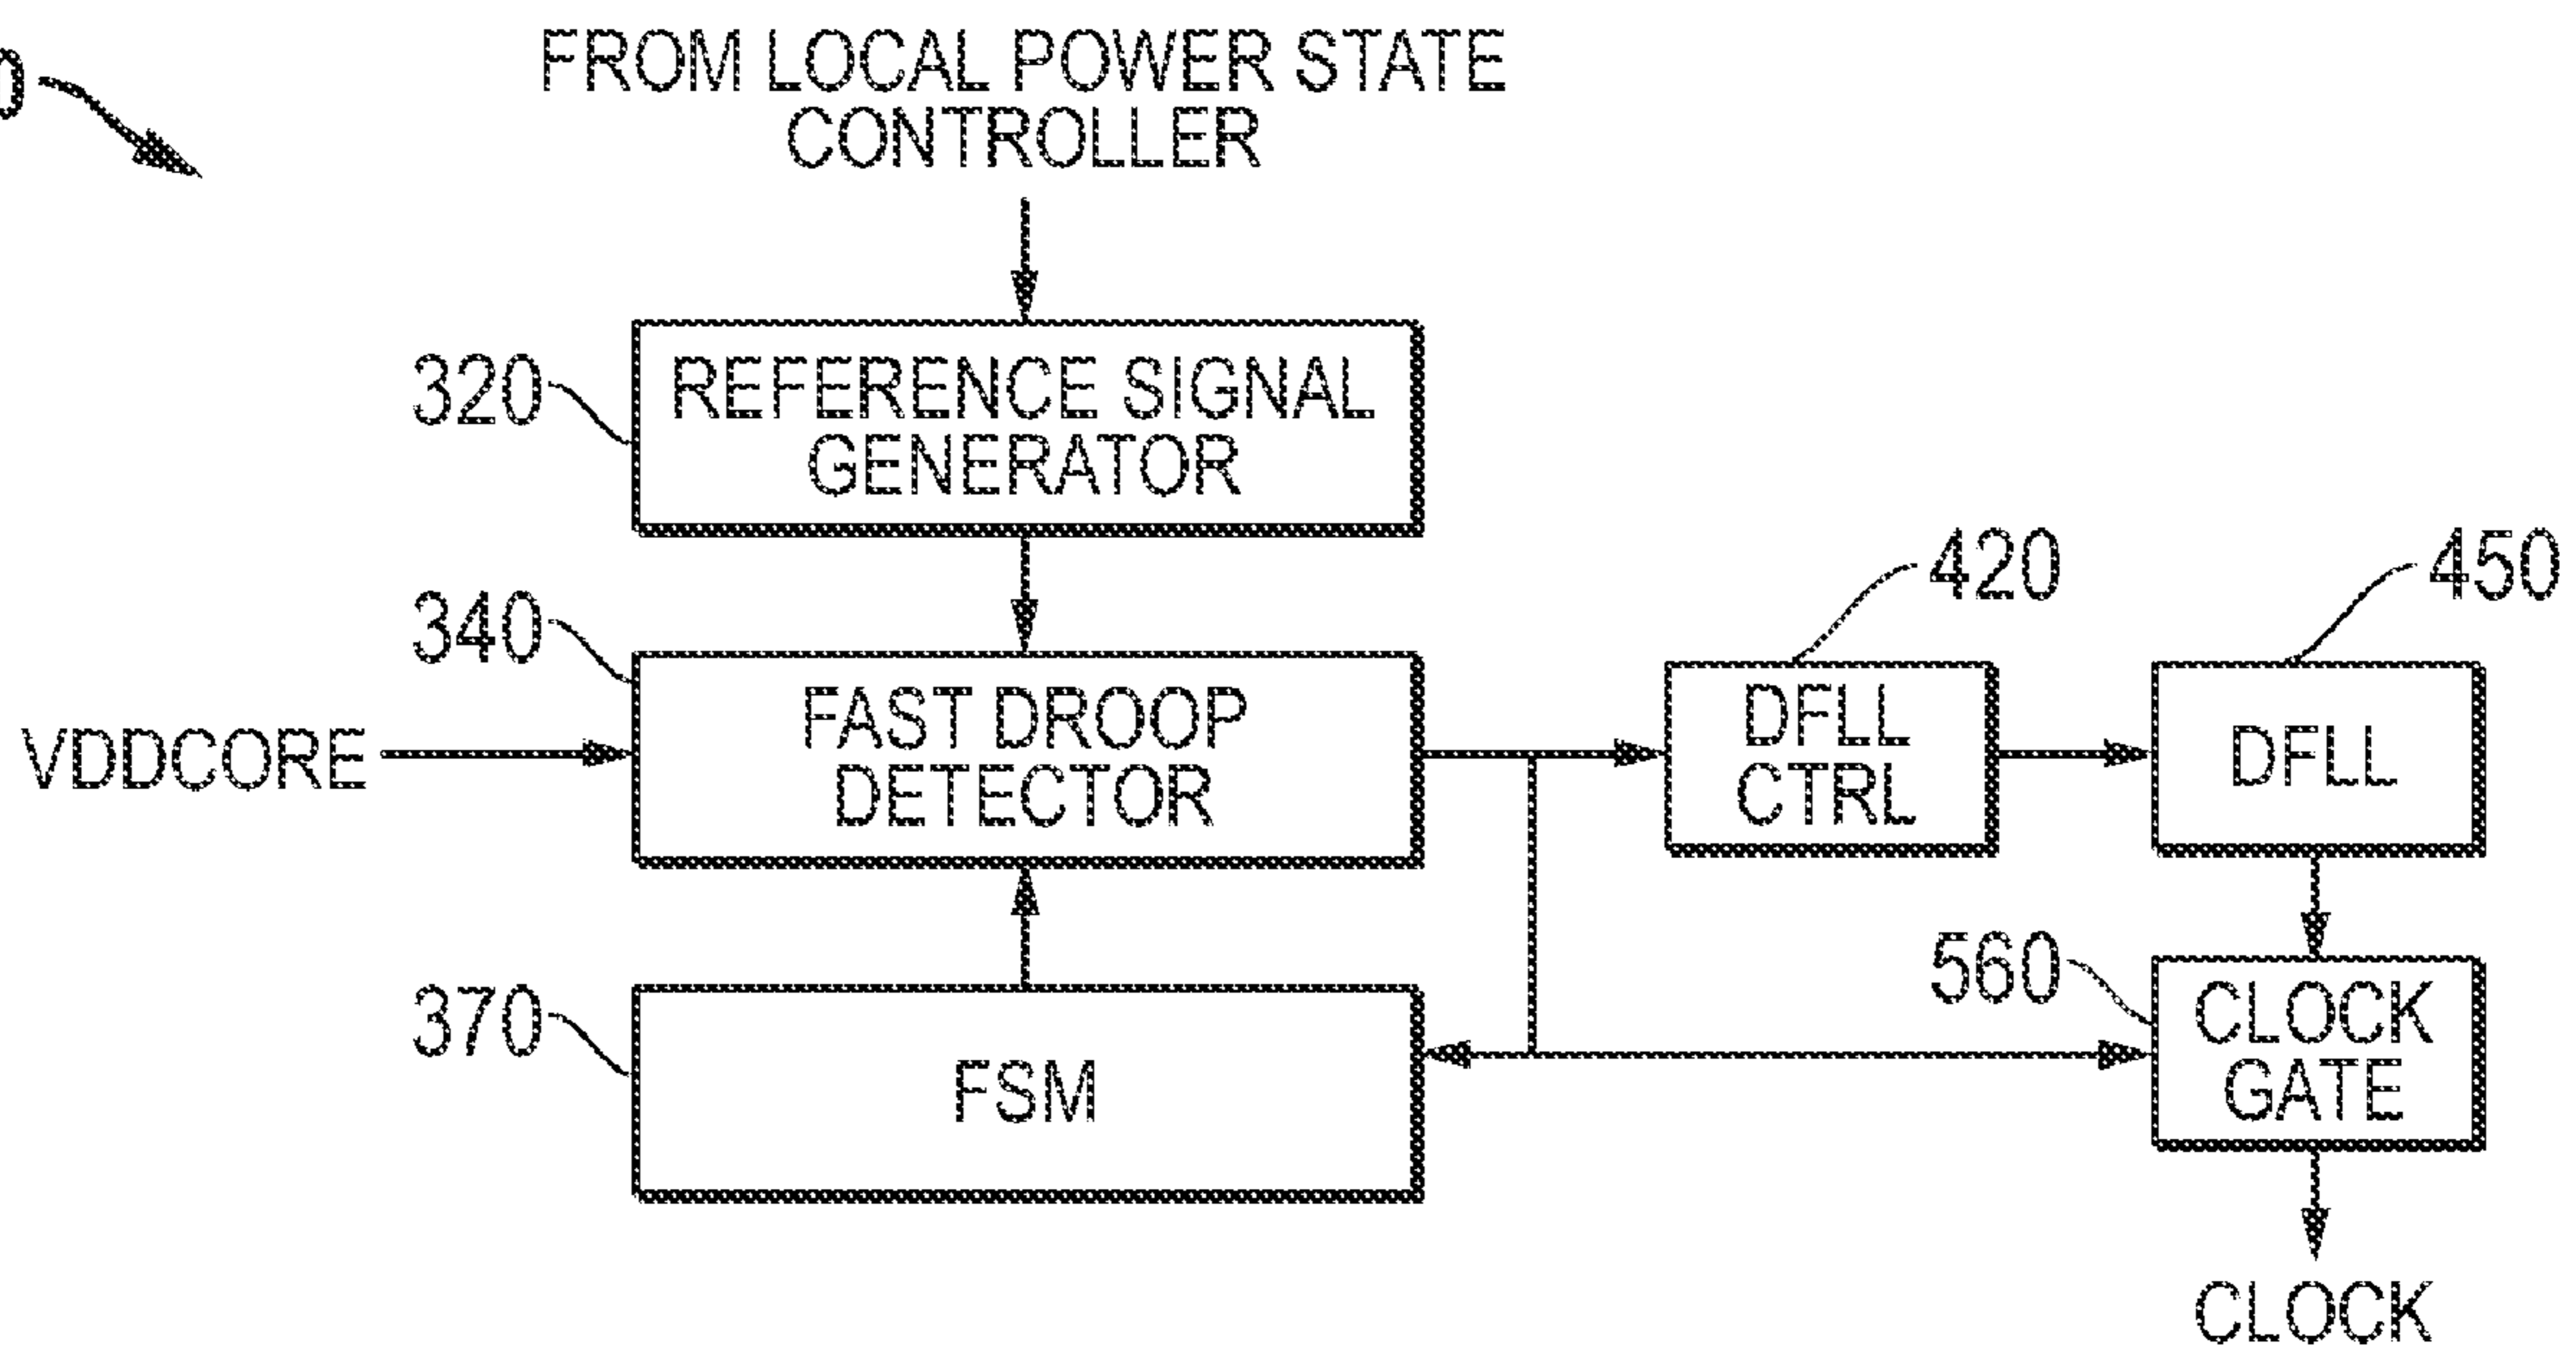 FROM LOCAL POWER STATE
CONTROLLER
320
REFERENCE SIGNAL
GENERATOR
340
FAST DROOP
DETECTOR
VDDCORE
420
DFLL
CTRL
450
DFLL
370
FSM
560
CLOCK
GATE
CLOCK